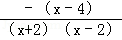 - (x-4)
(x+2) (x-2)